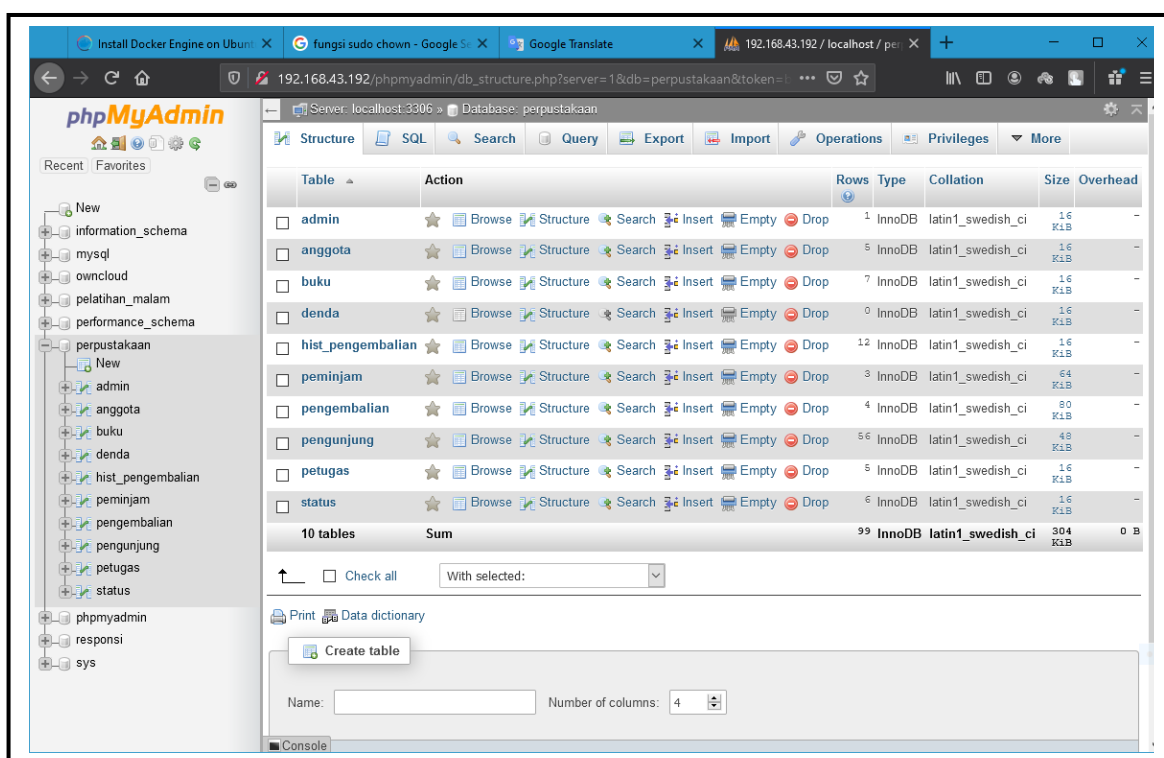 Install Docker Engine on Ubunt
fungsi sudo chown - Google Se
Google Translate
192.168.43.192 / localhost / per
192.168.43.192/phpmyadmin/db_structure.php?server=1&db=perpustakaan&token=
phpMyAdmin
Recent Favorites
New
information_schema
mysql
owncloud
pelatihan_malam
performance_schema
perpustakaan
New
admin
anggota
buku
denda
hist_pengembalian
peminjam
pengembalian
pengunjung
petugas
status
phpmyadmin
responsi
sys
Server: localhost:3306 » Database: perpustakaan
Structure SQL Search Query Export Import Operations Privileges More
Table Action Rows Type Collation Size Overhead
admin Browse Structure Search Insert Empty Drop 1 InnoDB latin1_swedish_ci 16 KiB -
anggota Browse Structure Search Insert Empty Drop 5 InnoDB latin1_swedish_ci 16 KiB -
buku Browse Structure Search Insert Empty Drop 7 InnoDB latin1_swedish_ci 16 KiB -
denda Browse Structure Search Insert Empty Drop 0 InnoDB latin1_swedish_ci 16 KiB -
hist_pengembalian Browse Structure Search Insert Empty Drop 12 InnoDB latin1_swedish_ci 16 KiB -
peminjam Browse Structure Search Insert Empty Drop 3 InnoDB latin1_swedish_ci 64 KiB -
pengembalian Browse Structure Search Insert Empty Drop 4 InnoDB latin1_swedish_ci 80 KiB -
pengunjung Browse Structure Search Insert Empty Drop 56 InnoDB latin1_swedish_ci 48 KiB -
petugas Browse Structure Search Insert Empty Drop 5 InnoDB latin1_swedish_ci 16 KiB -
status Browse Structure Search Insert Empty Drop 6 InnoDB latin1_swedish_ci 16 KiB -
10 tables Sum 99 InnoDB latin1_swedish_ci 304 KiB 0 B
Check all With selected:
Print Data dictionary
Create table
Name: Number of columns: 4
Console